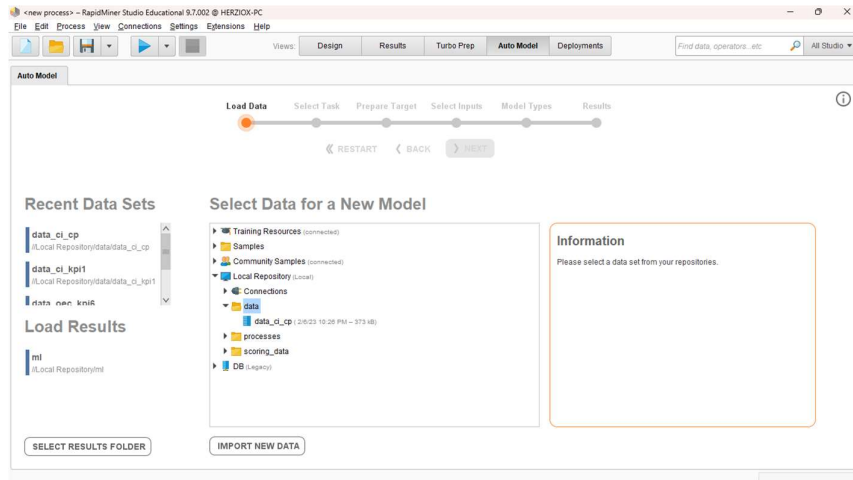 <new process> – RapidMiner Studio Educational 9.7.002 @ HERZIOX-PC
File Edit Process View Connections Settings Extensions Help
Views: Design Results Turbo Prep Auto Model Deployments
Find data, operators...etc
All Studio
Auto Model
Load Data Select Task Prepare Target Select Inputs Model Types Results
RESTART BACK NEXT
Recent Data Sets
data_ci_cp
//Local Repository/data/data_ci_cp
data_ci_kpi1
//Local Repository/data/data_ci_kpi1
data_oec_kpi6
Load Results
ml
//Local Repository/ml
SELECT RESULTS FOLDER
Select Data for a New Model
Training Resources (connected)
Samples
Community Samples (connected)
Local Repository (Local)
Connections
data
data_ci_cp ( 2/6/23 10:26 PM – 373 kB)
processes
scoring_data
DB (Legacy)
IMPORT NEW DATA
Information
Please select a data set from your repositories.